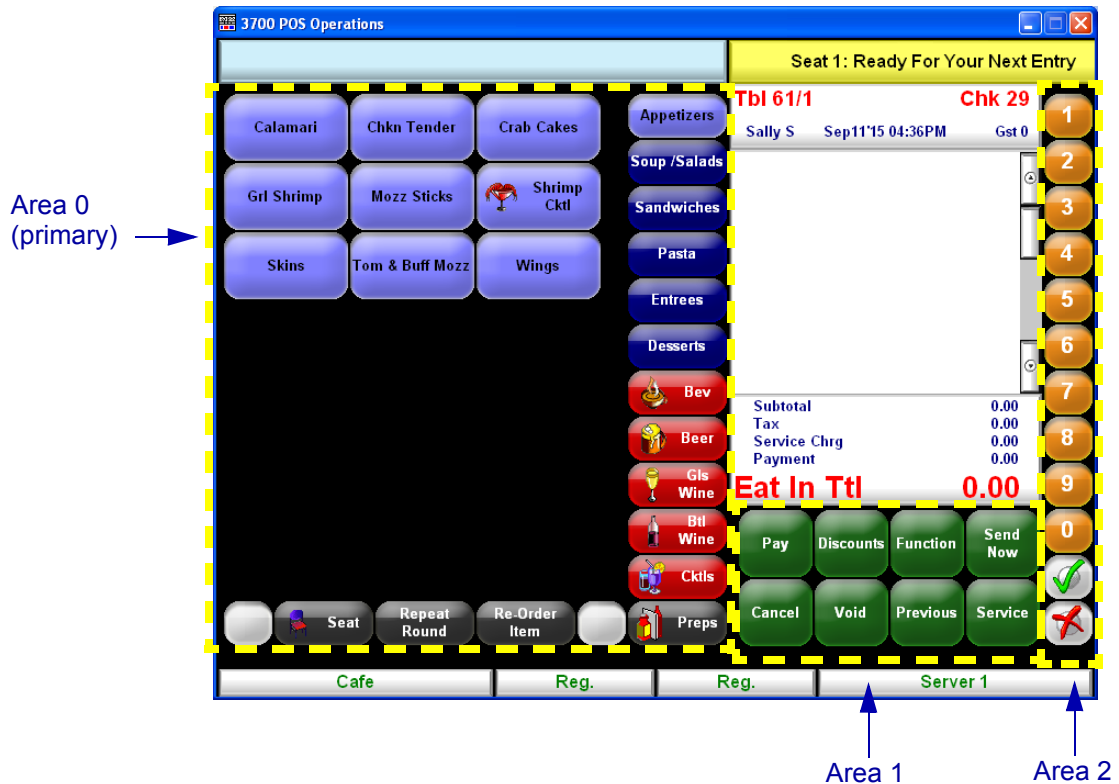 3700 POS Operations
Seat 1: Ready For Your Next Entry
Area 0
(primary)
Calamari
Chkn Tender
Crab Cakes
Grl Shrimp
Mozz Sticks
Shrimp
Cktl
Skins
Tom & Buff Mozz
Wings
Appetizers
Soup /Salads
Sandwiches
Pasta
Entrees
Desserts
Bev
Beer
Gls
Wine
Btl
Wine
Cktls
Preps
Seat
Repeat
Round
Re-Order
Item
Tbl 61/1 Chk 29
Sally S Sep11'15 04:36PM Gst 0
Subtotal 0.00
Tax 0.00
Service Chrg 0.00
Payment 0.00
Eat In Ttl 0.00
Pay
Discounts
Function
Send
Now
Cancel
Void
Previous
Service
1
2
3
4
5
6
7
8
9
0
Cafe
Reg.
Reg.
Server 1
Area 1
Area 2